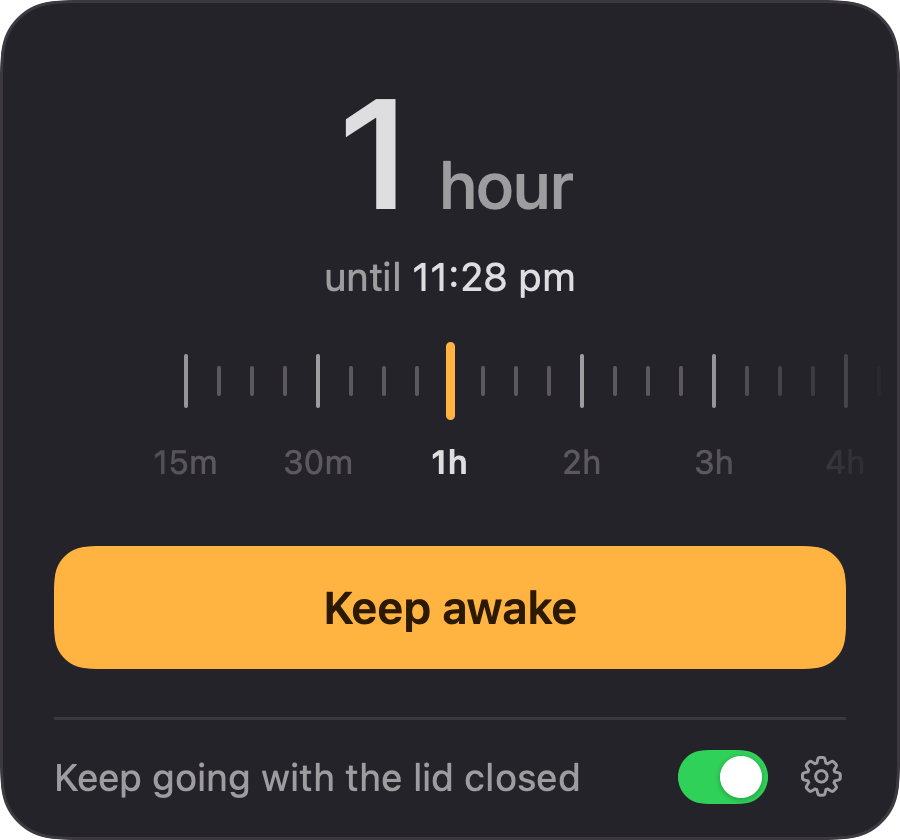 1 hour
until 11:28 pm
15m 30m 1h 2h 3h 4h
Keep awake
Keep going with the lid closed